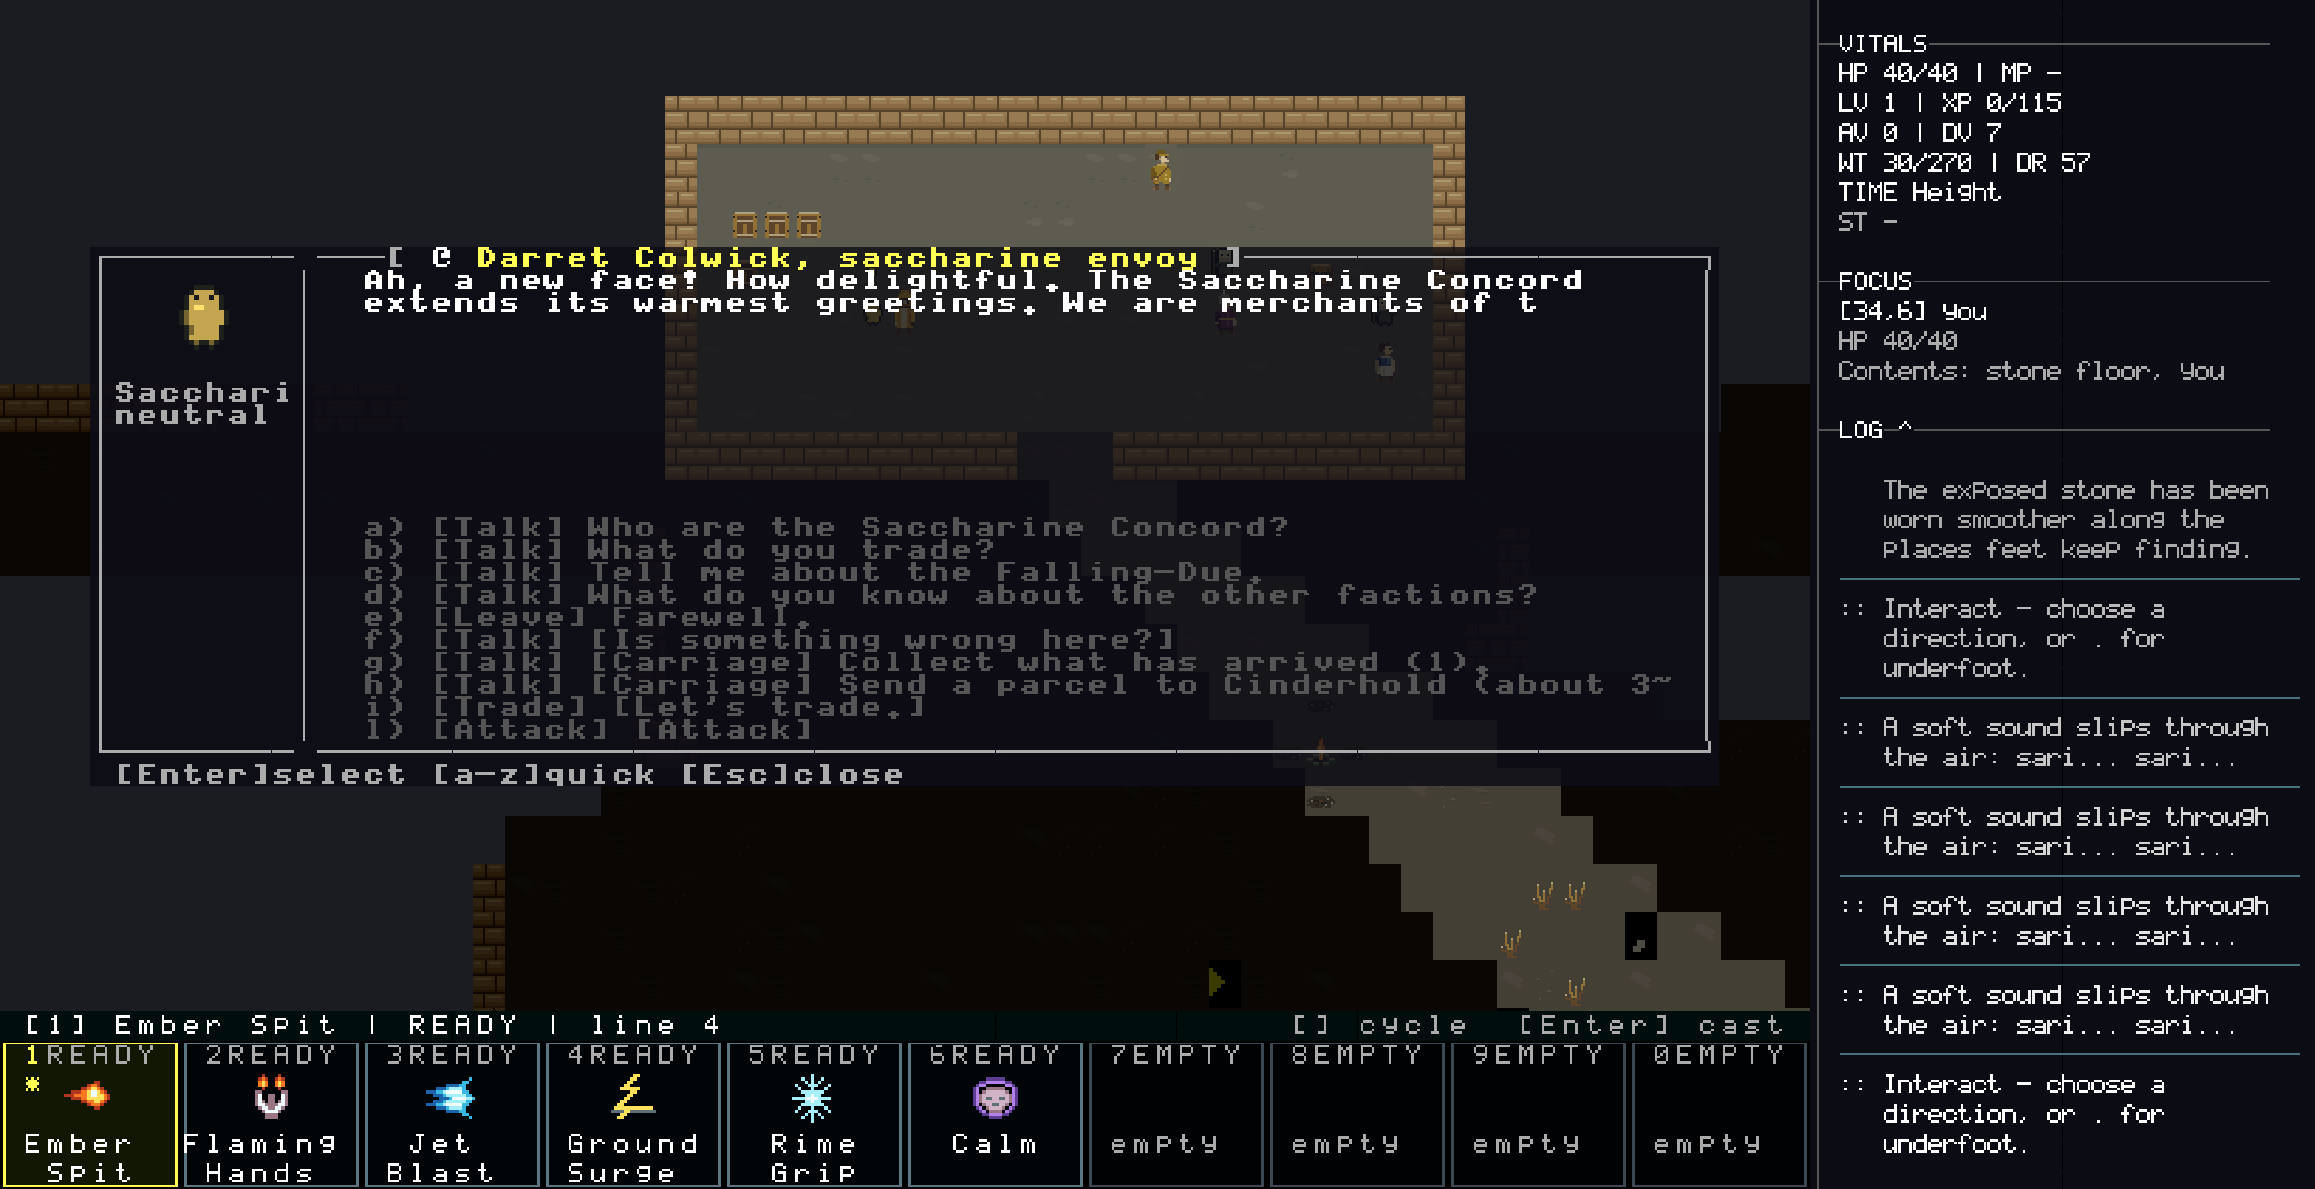 [ @ Darret Colwick, saccharine envoy ]
Ah, a new face! How delightful. The Saccharine Concord
extends its warmest greetings. We are merchants of t
Sacchari
neutral
a) [Talk] Who are the Saccharine Concord?
b) [Talk] What do you trade?
c) [Talk] Tell me about the Falling-Due.
d) [Talk] What do you know about the other factions?
e) [Leave] Farewell.
f) [Talk] [Is something wrong here?]
g) [Talk] [Carriage] Collect what has arrived (1).
h) [Talk] [Carriage] Send a parcel to Cinderhold (about 3~
i) [Trade] [Let's trade.]
l) [Attack] [Attack]
[Enter]select [a-z]quick [Esc]close
[1] Ember Spit | READY | line 4
[] cycle [Enter] cast
1READY
*
Ember
Spit
2READY
Flaming
Hands
3READY
Jet
Blast
4READY
Ground
Surge
5READY
Rime
Grip
6READY
Calm
7EMPTY
empty
8EMPTY
empty
9EMPTY
empty
0EMPTY
empty
VITALS
HP 40/40 | MP -
LV 1 | XP 0/115
AV 0 | DV 7
WT 30/270 | DR 57
TIME Height
ST -
FOCUS
[34,6] You
HP 40/40
Contents: stone floor, You
LOG ^
The exposed stone has been
worn smoother along the
places feet keep finding.
:: Interact - choose a
direction, or . for
underfoot.
:: A soft sound slips through
the air: sari... sari...
:: A soft sound slips through
the air: sari... sari...
:: A soft sound slips through
the air: sari... sari...
:: A soft sound slips through
the air: sari... sari...
:: Interact - choose a
direction, or . for
underfoot.